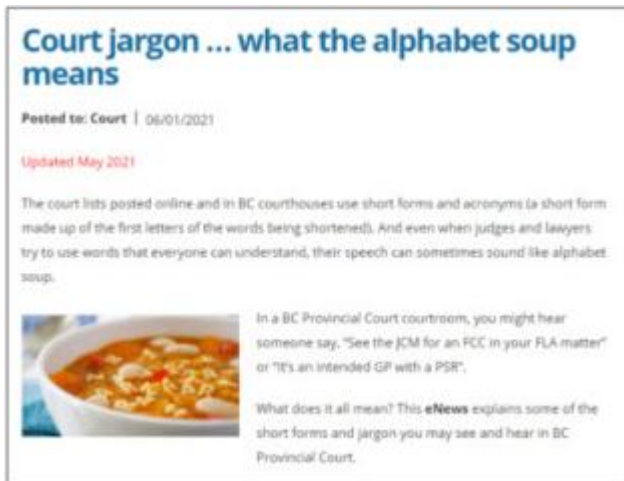 Court jargon ... what the alphabet soup
means
Posted to: Court | 06/01/2021
Updated May 2021
The court lists posted online and in BC courthouses use short forms and acronyms (a short form
made up of the first letters of the words being shortened). And even when judges and lawyers
try to use words that everyone can understand, their speech can sometimes sound like alphabet
soup.
In a BC Provincial Court courtroom, you might hear
someone say, "See the JCM for an FCC in your FLA matter"
or "It's an intended GP with a PSR".
What does it all mean? This eNews explains some of the
short forms and jargon you may see and hear in BC
Provincial Court.